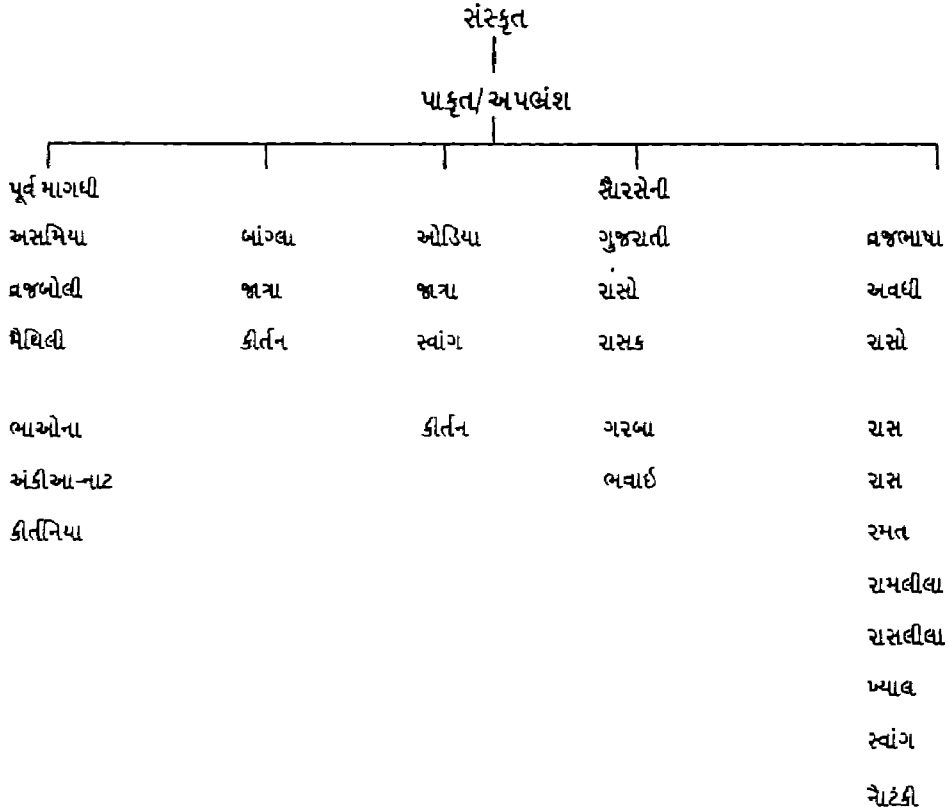 સંસ્કૃત
પાકૃત/અપભ્રંશ
પૂર્વ માગધી સૈારસેની
અસમિયા બાંગ્લા ઓડિયા ગુજરાતી વ્રજભાષા
વ્રજબોલી જાત્રા જાત્રા રાંસો અવધી
મૈથિલી કીર્તન સ્વાંગ રાસક રાસો
ભાઓના કીર્તન ગરબા રાસ
અંકીઆ-નાટ ભવાઈ રાસ
કીર્તનિયા રમત
રામલીલા
રાસલીલા
ખ્યાલ
સ્વાંગ
નૈાટંકી